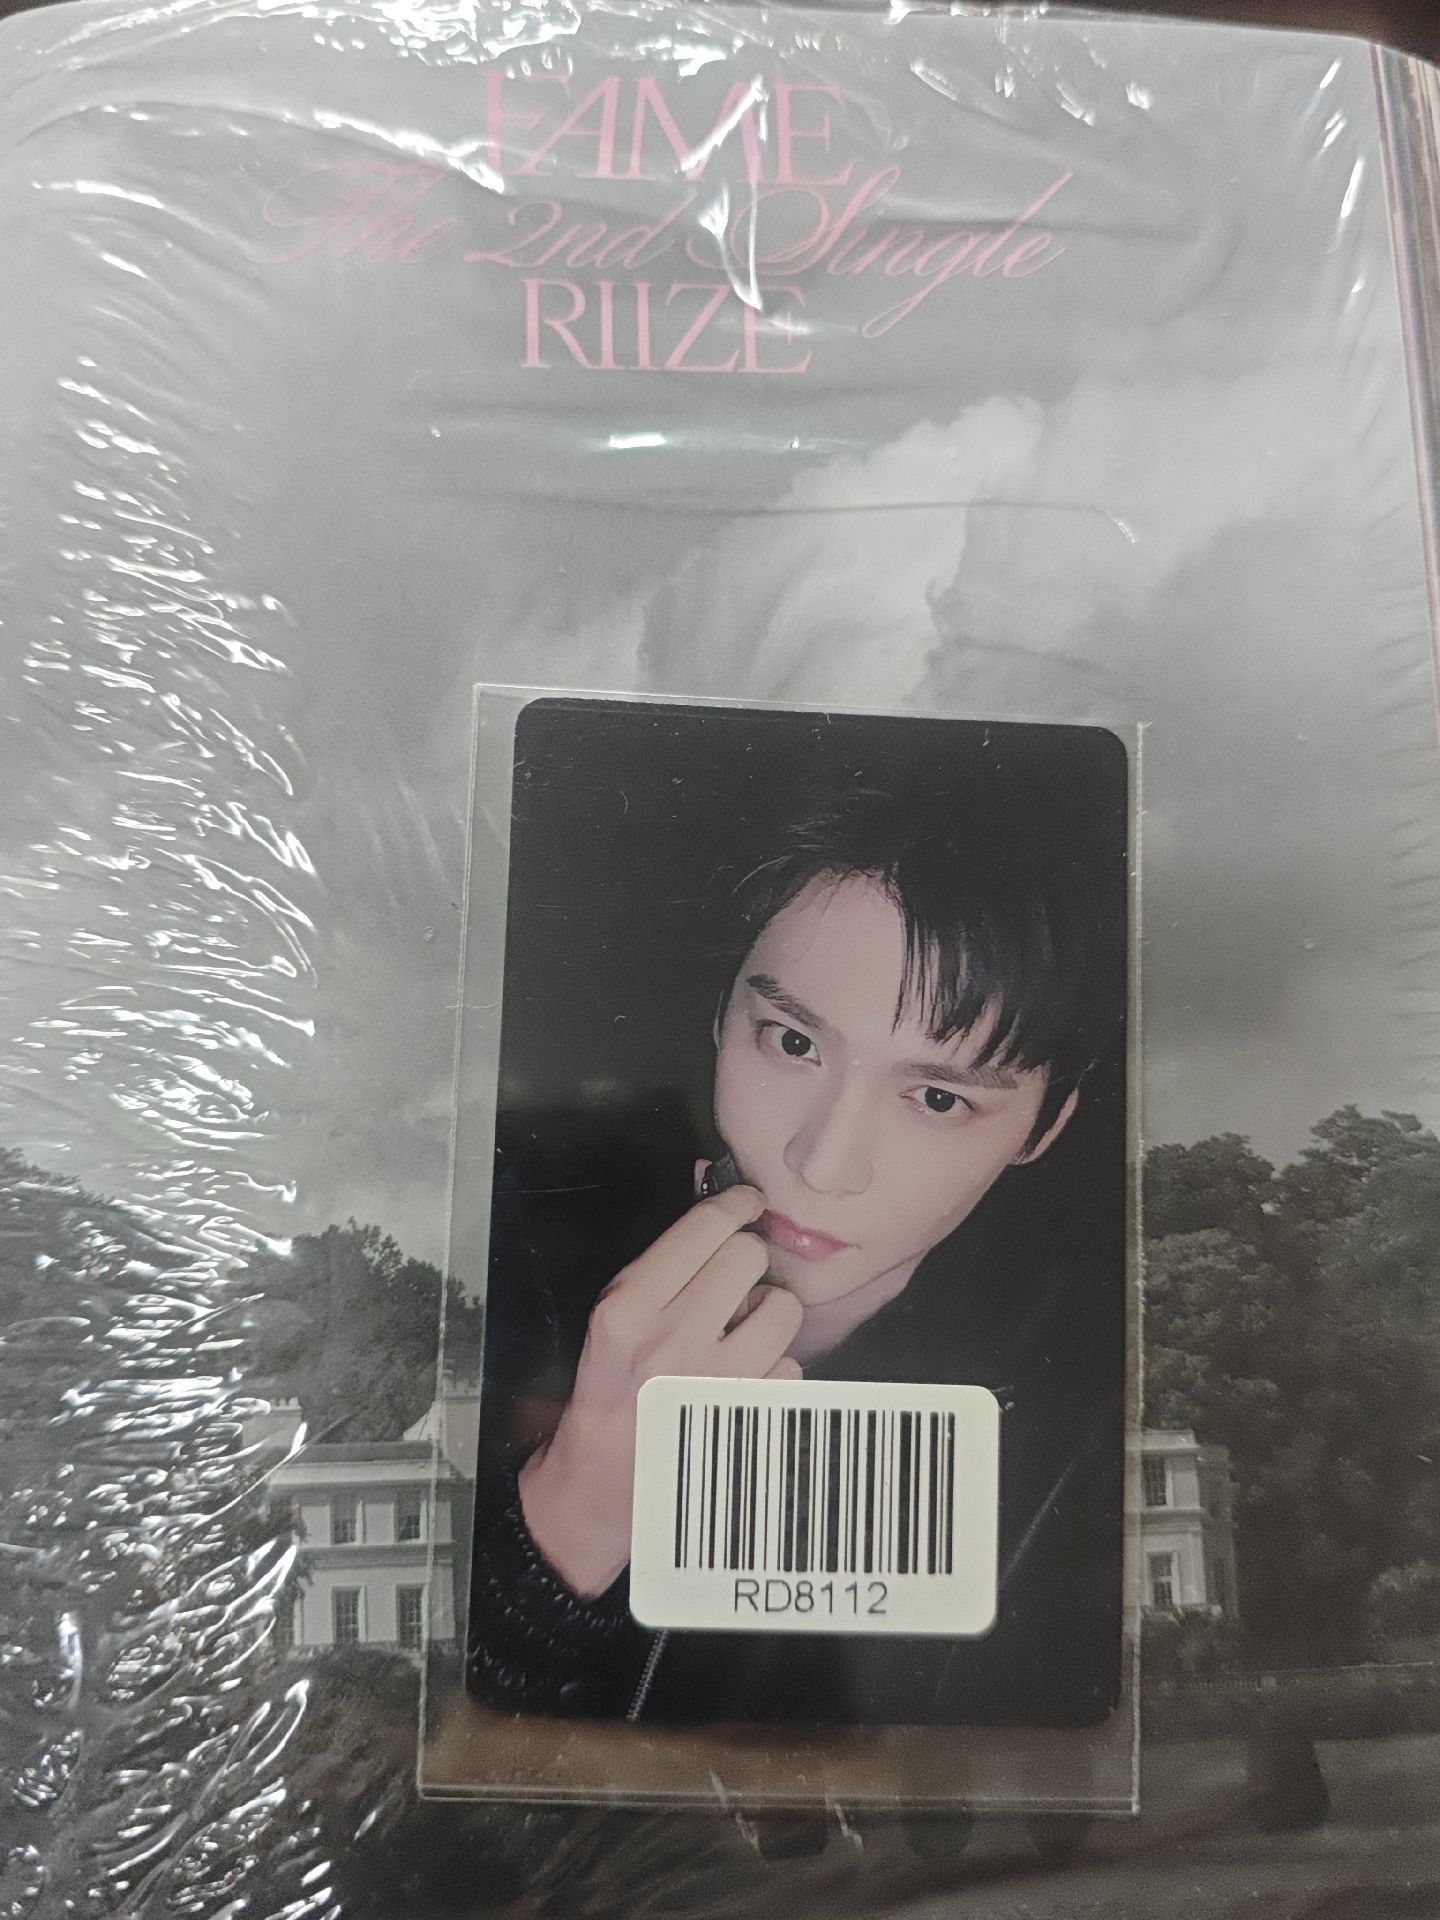 FAME
The 2nd Single
RIIZE
RD8112